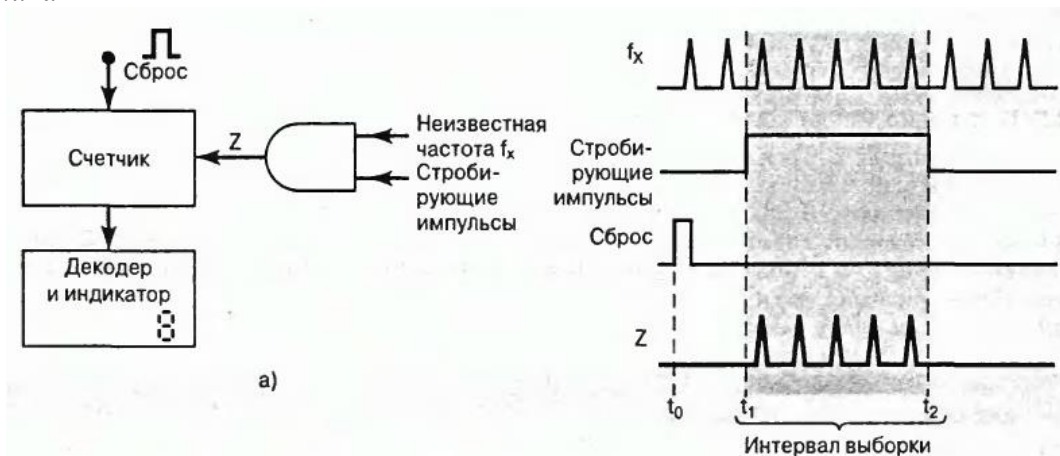 Сброс
Счетчик
Z
Неизвестная
частота fx
Строби-
рующие
импульсы
Декодер
и индикатор
8
а)
fx
Строби-
рующие
импульсы
Сброс
Z
t0
t1
t2
Интервал выборки